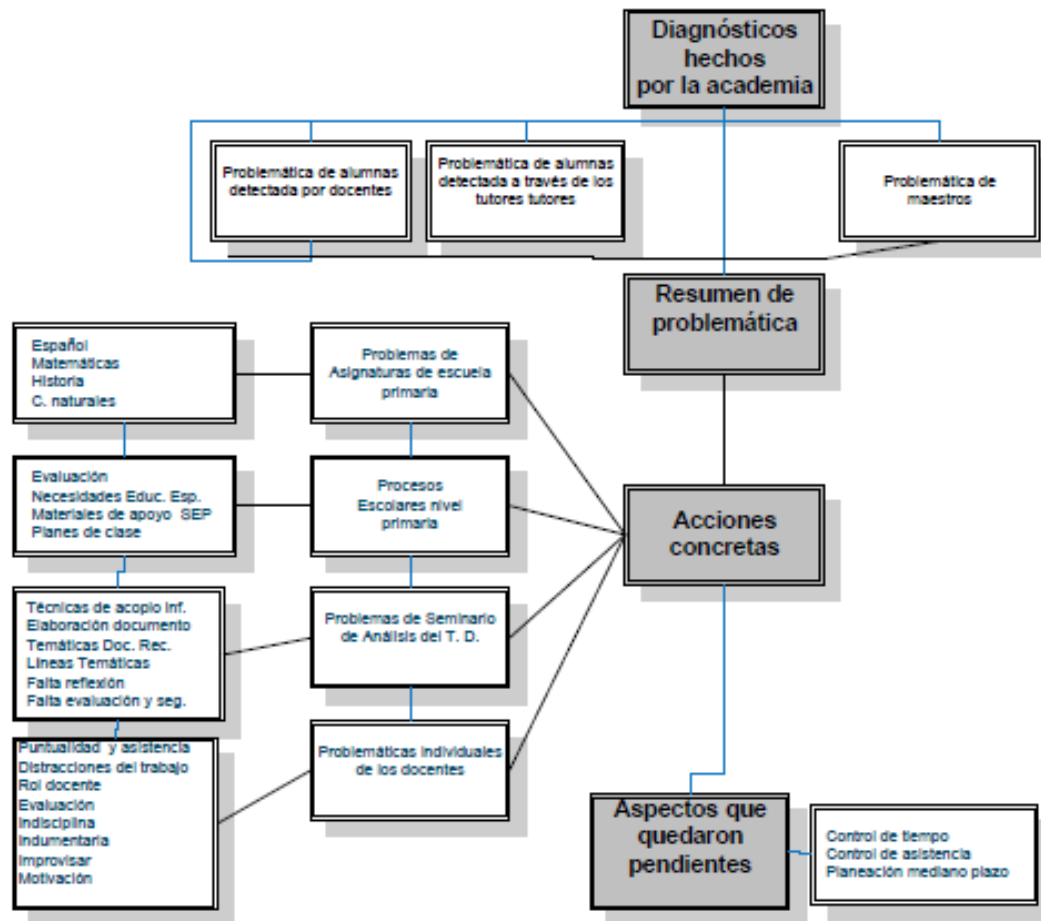 Diagnósticos
hechos
por la academia
Problemática de alumnas
detectada por docentes
Problemática de alumnas
detectada a través de los
tutores tutores
Problemática de
maestros
Resumen de
problemática
Español
Matemáticas
Historia
C. naturales
Problemas de
Asignaturas de escuela
primaria
Evaluación
Necesidades Educ. Esp.
Materiales de apoyo SEP
Planes de clase
Procesos
Escolares nivel
primaria
Acciones
concretas
Técnicas de acopio Inf.
Elaboración documento
Temáticas Doc. Rec.
Líneas Temáticas
Falta reflexión
Falta evaluación y seg.
Problemas de Seminario
de Análisis del T. D.
Puntualidad y asistencia
Distracciones del trabajo
Rol docente
Evaluación
Indisciplina
Indumentaria
Improvisar
Motivación
Problemáticas individuales
de los docentes
Aspectos que
quedaron
pendientes
Control de tiempo
Control de asistencia
Planeación mediano plazo